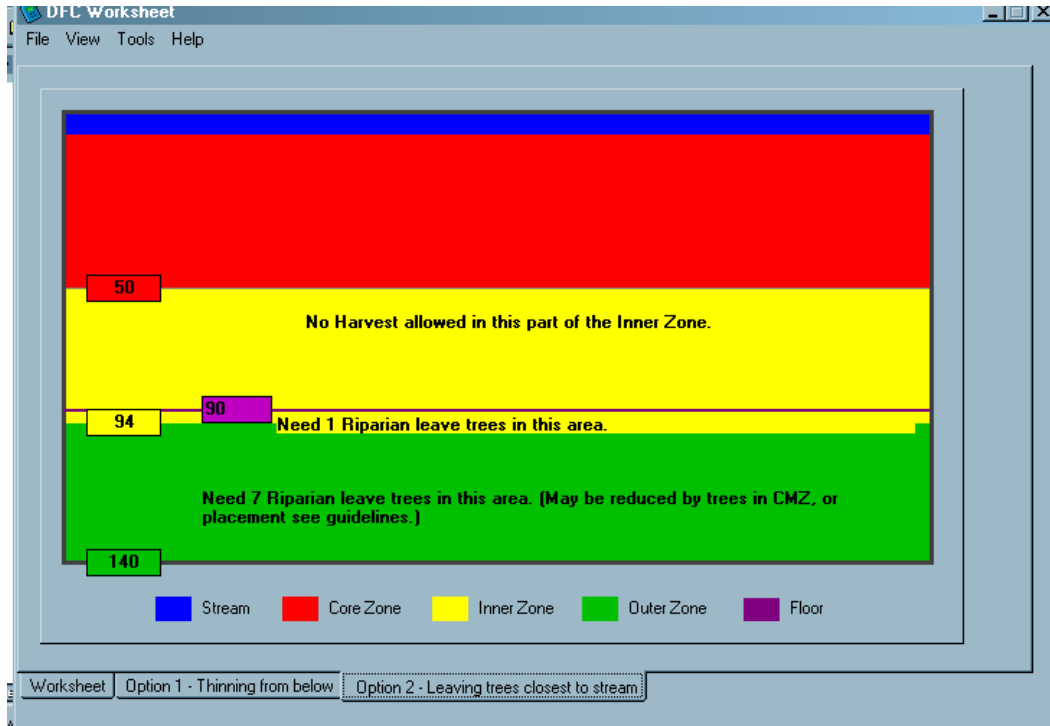 DFC Worksheet
File View Tools Help
50
No Harvest allowed in this part of the Inner Zone.
90
94
Need 1 Riparian leave trees in this area.
Need 7 Riparian leave trees in this area. (May be reduced by trees in CMZ, or
placement see guidelines.)
140
Stream Core Zone Inner Zone Outer Zone Floor
Worksheet Option 1 - Thinning from below Option 2 - Leaving trees closest to stream